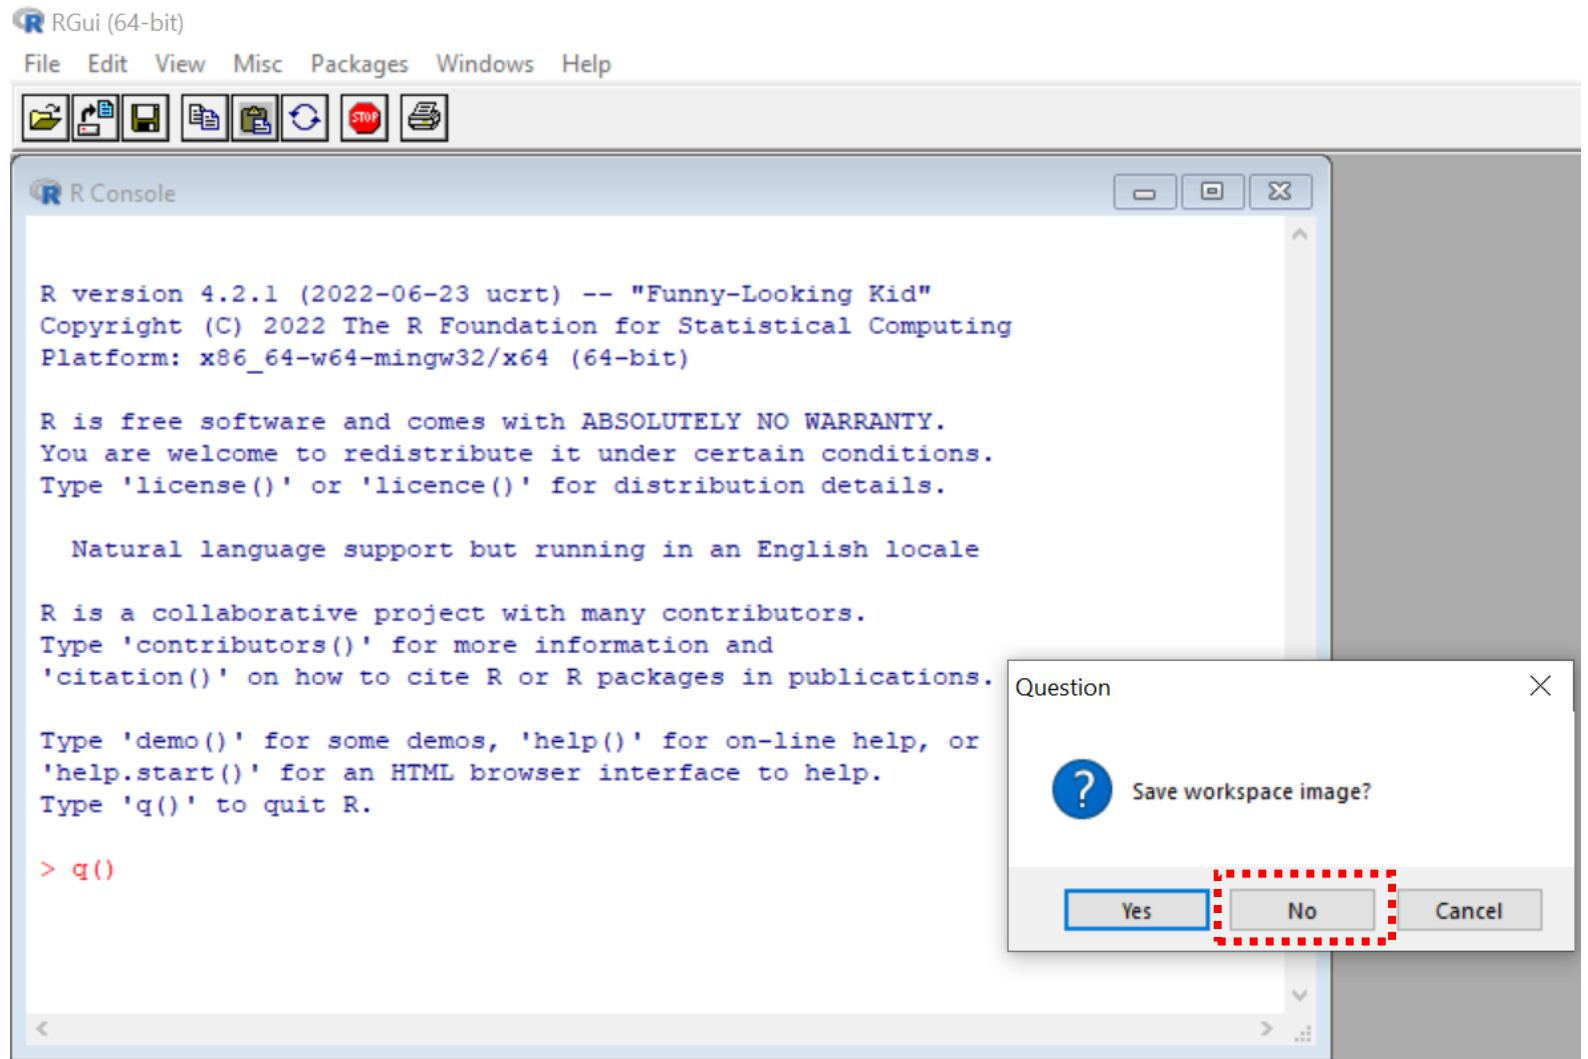 RGui (64-bit)
File Edit View Misc Packages Windows Help
STOP
R Console
R version 4.2.1 (2022-06-23 ucrt) -- "Funny-Looking Kid"
Copyright (C) 2022 The R Foundation for Statistical Computing
Platform: x86_64-w64-mingw32/x64 (64-bit)
R is free software and comes with ABSOLUTELY NO WARRANTY.
You are welcome to redistribute it under certain conditions.
Type 'license()' or 'licence()' for distribution details.
Natural language support but running in an English locale
R is a collaborative project with many contributors.
Type 'contributors()' for more information and
'citation()' on how to cite R or R packages in publications.
Type 'demo()' for some demos, 'help()' for on-line help, or
'help.start()' for an HTML browser interface to help.
Type 'q()' to quit R.
> q()
Question
Save workspace image?
Yes No Cancel